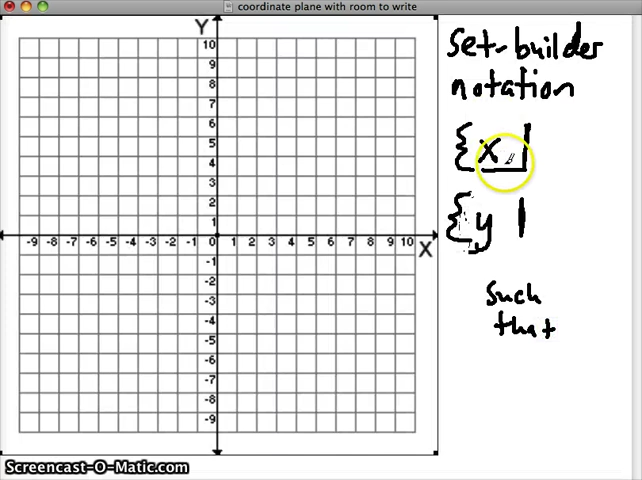 coordinate plane with room to write
Y
10
9
8
7
6
5
4
3
2
1
-9 -8 -7 -6 -5 -4 -3 -2 -1 0 1 2 3 4 5 6 7 8 9 10
X
-1
-2
-3
-4
-5
-6
-7
-8
-9
set-builder
notation
{x |
{y |
such
that
Screencast-O-Matic.com